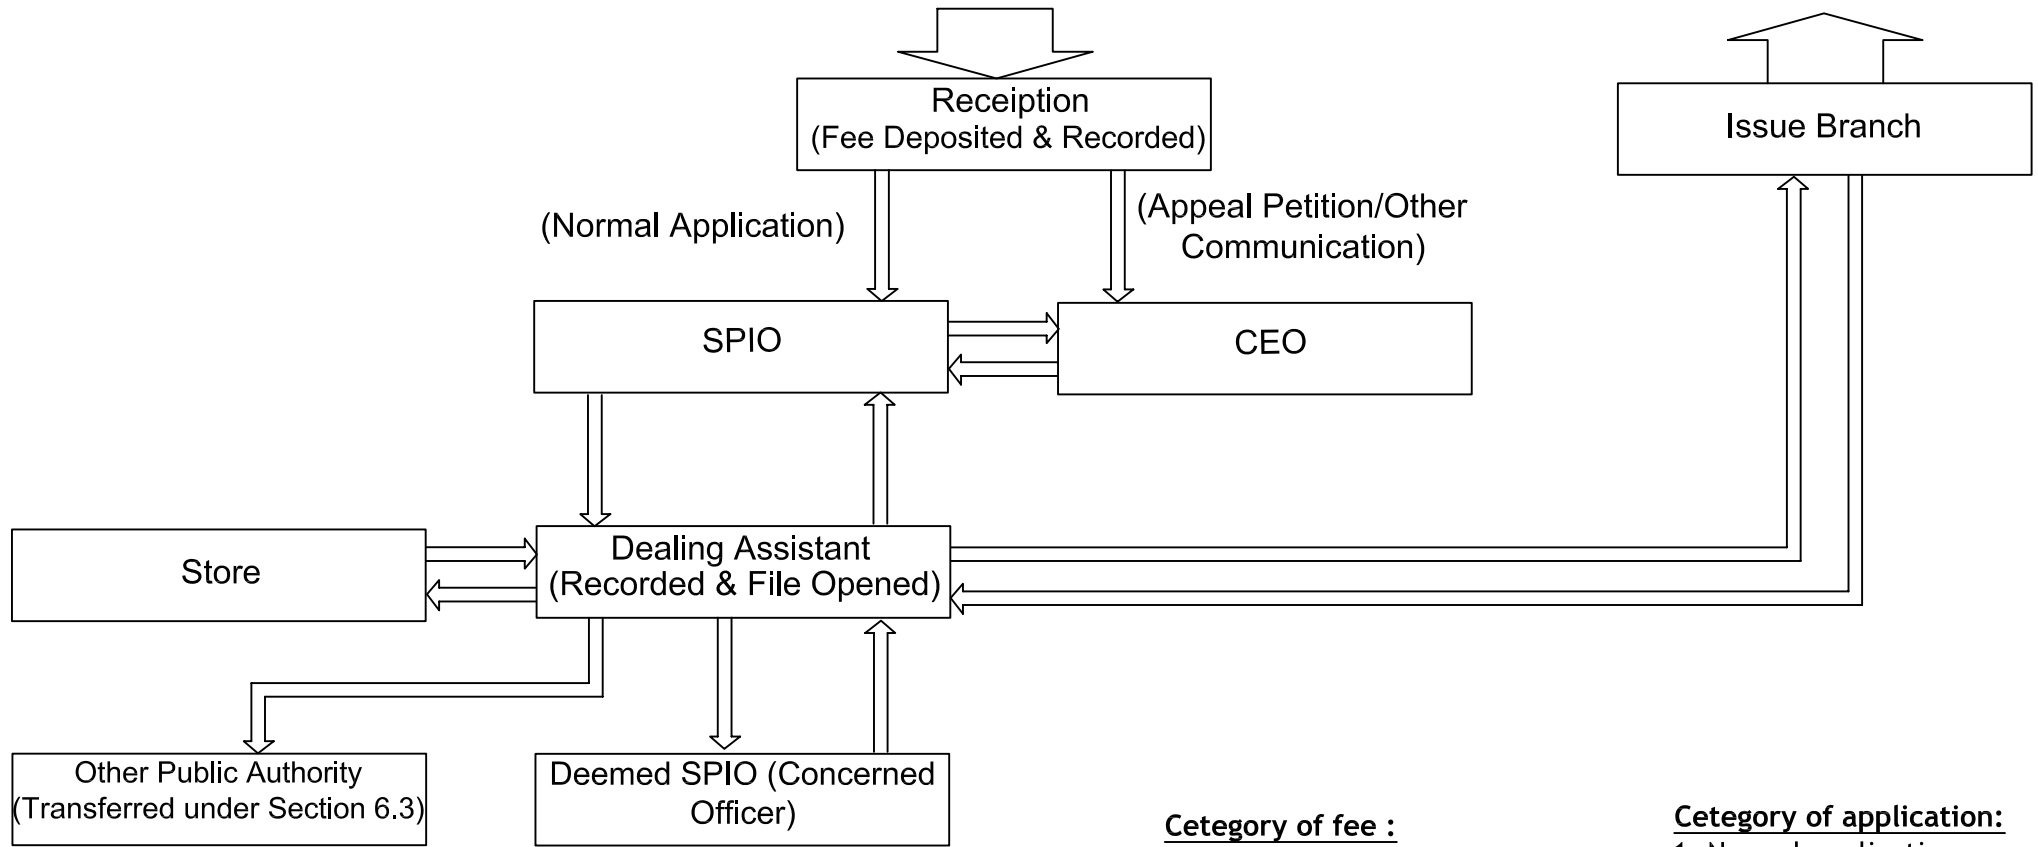 Receiption
(Fee Deposited & Recorded)
Issue Branch
(Normal Application)
(Appeal Petition/Other
Communication)
SPIO
CEO
Store
Dealing Assistant
(Recorded & File Opened)
Other Public Authority
(Transferred under Section 6.3)
Deemed SPIO (Concerned
Officer)
Cetegory of fee :
Cetegory of application: